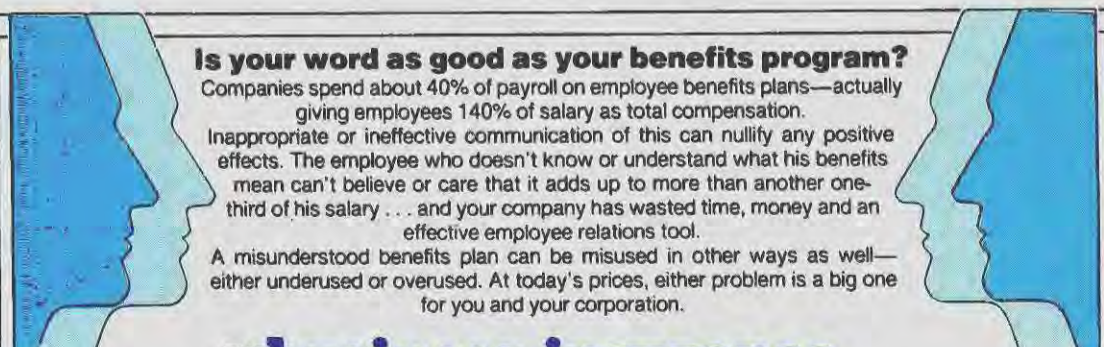 Is your word as good as your benefits program?
Companies spend about 40% of payroll on employee benefits plans—actually
giving employees 140% of salary as total compensation.
Inappropriate or ineffective communication of this can nullify any positive
effects. The employee who doesn't know or understand what his benefits
mean can't believe or care that it adds up to more than another one-
third of his salary . . . and your company has wasted time, money and an
effective employee relations tool.
A misunderstood benefits plan can be misused in other ways as well—
either underused or overused. At today's prices, either problem is a big one
for you and your corporation.